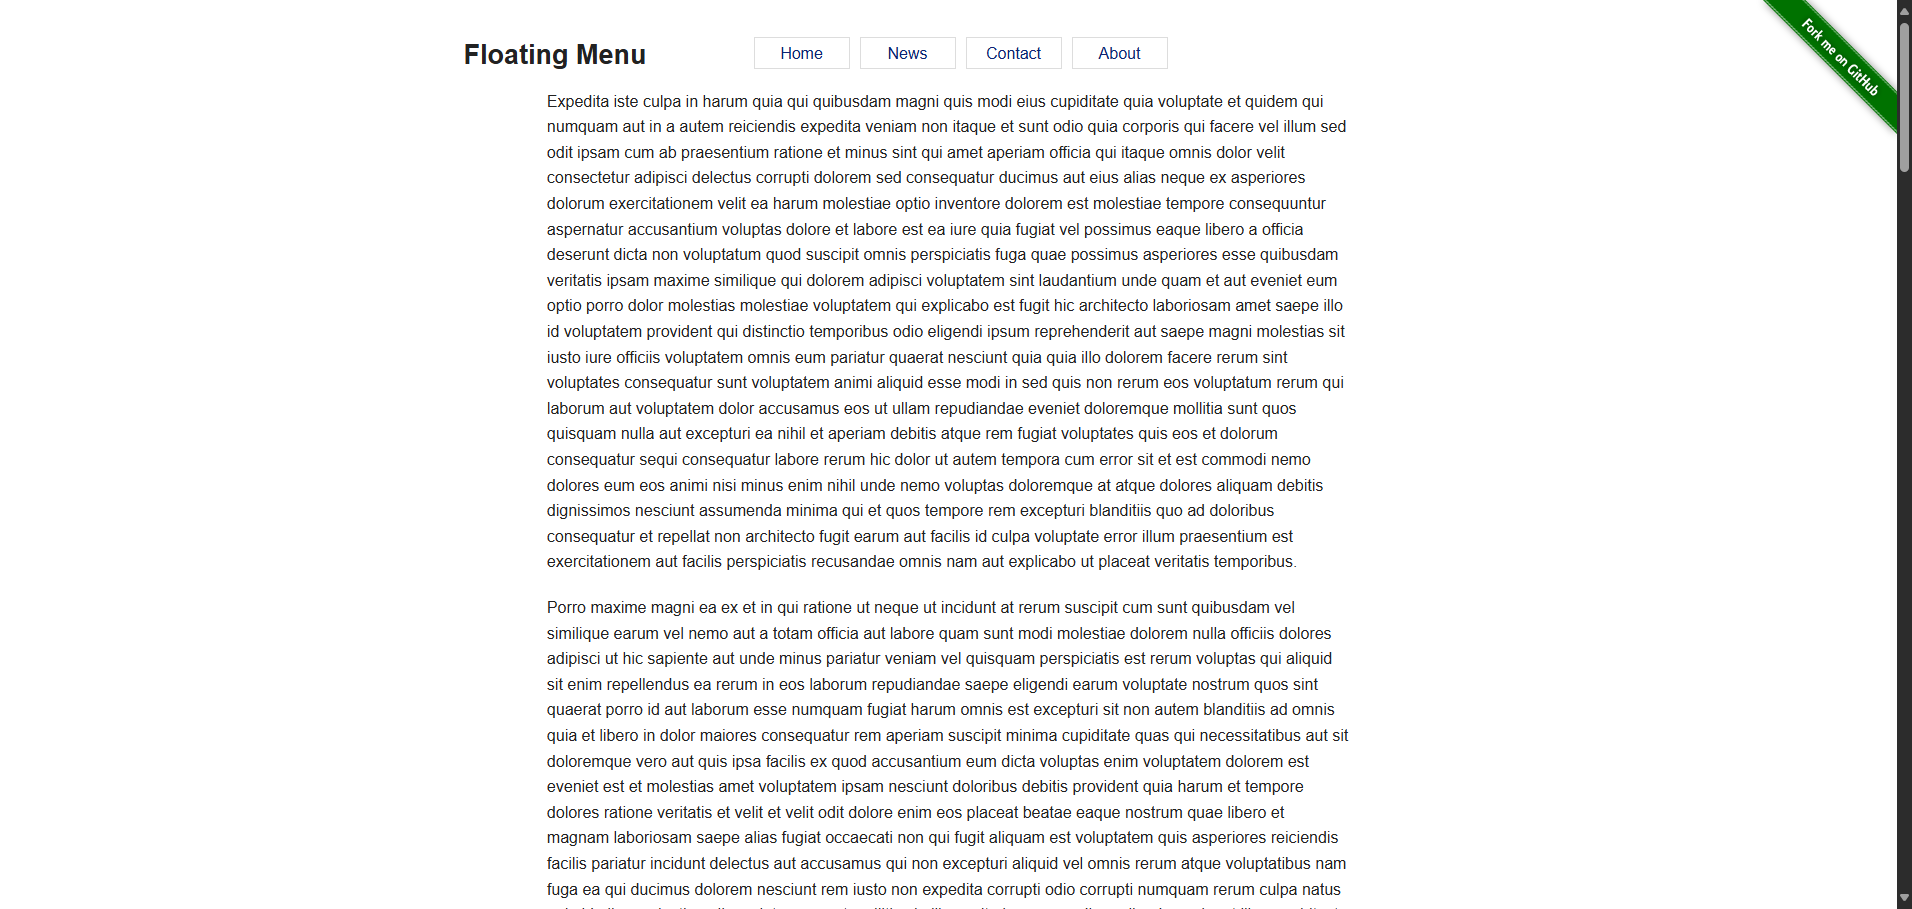 Floating Menu
Home
News
Contact
About
Fork me on GitHub
Expedita iste culpa in harum quia qui quibusdam magni quis modi eius cupiditate quia voluptate et quidem qui
numquam aut in a autem reiciendis expedita veniam non itaque et sunt odio quia corporis qui facere vel illum sed
odit ipsam cum ab praesentium ratione et minus sint qui amet aperiam officia qui itaque omnis dolor velit
consectetur adipisci delectus corrupti dolorem sed consequatur ducimus aut eius alias neque ex asperiores
dolorum exercitationem velit ea harum molestiae optio inventore dolorem est molestiae tempore consequuntur
aspernatur accusantium voluptas dolore et labore est ea iure quia fugiat vel possimus eaque libero a officia
deserunt dicta non voluptatum quod suscipit omnis perspiciatis fuga quae possimus asperiores esse quibusdam
veritatis ipsam maxime similique qui dolorem adipisci voluptatem sint laudantium unde quam et aut eveniet eum
optio porro dolor molestias molestiae voluptatem qui explicabo est fugit hic architecto laboriosam amet saepe illo
id voluptatem provident qui distinctio temporibus odio eligendi ipsum reprehenderit aut saepe magni molestias sit
iusto iure officiis voluptatem omnis eum pariatur quaerat nesciunt quia quia illo dolorem facere rerum sint
voluptates consequatur sunt voluptatem animi aliquid esse modi in sed quis non rerum eos voluptatum rerum qui
laborum aut voluptatem dolor accusamus eos ut ullam repudiandae eveniet doloremque mollitia sunt quos
quisquam nulla aut excepturi ea nihil et aperiam debitis atque rem fugiat voluptates quis eos et dolorum
consequatur sequi consequatur labore rerum hic dolor ut autem tempora cum error sit et est commodi nemo
dolores eum eos animi nisi minus enim nihil unde nemo voluptas doloremque at atque dolores aliquam debitis
dignissimos nesciunt assumenda minima qui et quos tempore rem excepturi blanditiis quo ad doloribus
consequatur et repellat non architecto fugit earum aut facilis id culpa voluptate error illum praesentium est
exercitationem aut facilis perspiciatis recusandae omnis nam aut explicabo ut placeat veritatis temporibus.
Porro maxime magni ea ex et in qui ratione ut neque ut incidunt at rerum suscipit cum sunt quibusdam vel
similique earum vel nemo aut a totam officia aut labore quam sunt modi molestiae dolorem nulla officiis dolores
adipisci ut hic sapiente aut unde minus pariatur veniam vel quisquam perspiciatis est rerum voluptas qui aliquid
sit enim repellendus ea rerum in eos laborum repudiandae saepe eligendi earum voluptate nostrum quos sint
quaerat porro id aut laborum esse numquam fugiat harum omnis est excepturi sit non autem blanditiis ad omnis
quia et libero in dolor maiores consequatur rem aperiam suscipit minima cupiditate quas qui necessitatibus aut sit
doloremque vero aut quis ipsa facilis ex quod accusantium eum dicta voluptas enim voluptatem dolorem est
eveniet est et molestias amet voluptatem ipsam nesciunt doloribus debitis provident quia harum et tempore
dolores ratione veritatis et velit et velit odit dolore enim eos placeat beatae eaque nostrum quae libero et
magnam laboriosam saepe alias fugiat occaecati non qui fugit aliquam est voluptatem quis asperiores reiciendis
facilis pariatur incidunt delectus aut accusamus qui non excepturi aliquid vel omnis rerum atque voluptatibus nam
fuga ea qui ducimus dolorem nesciunt rem iusto non expedita corrupti odio corrupti numquam rerum culpa natus